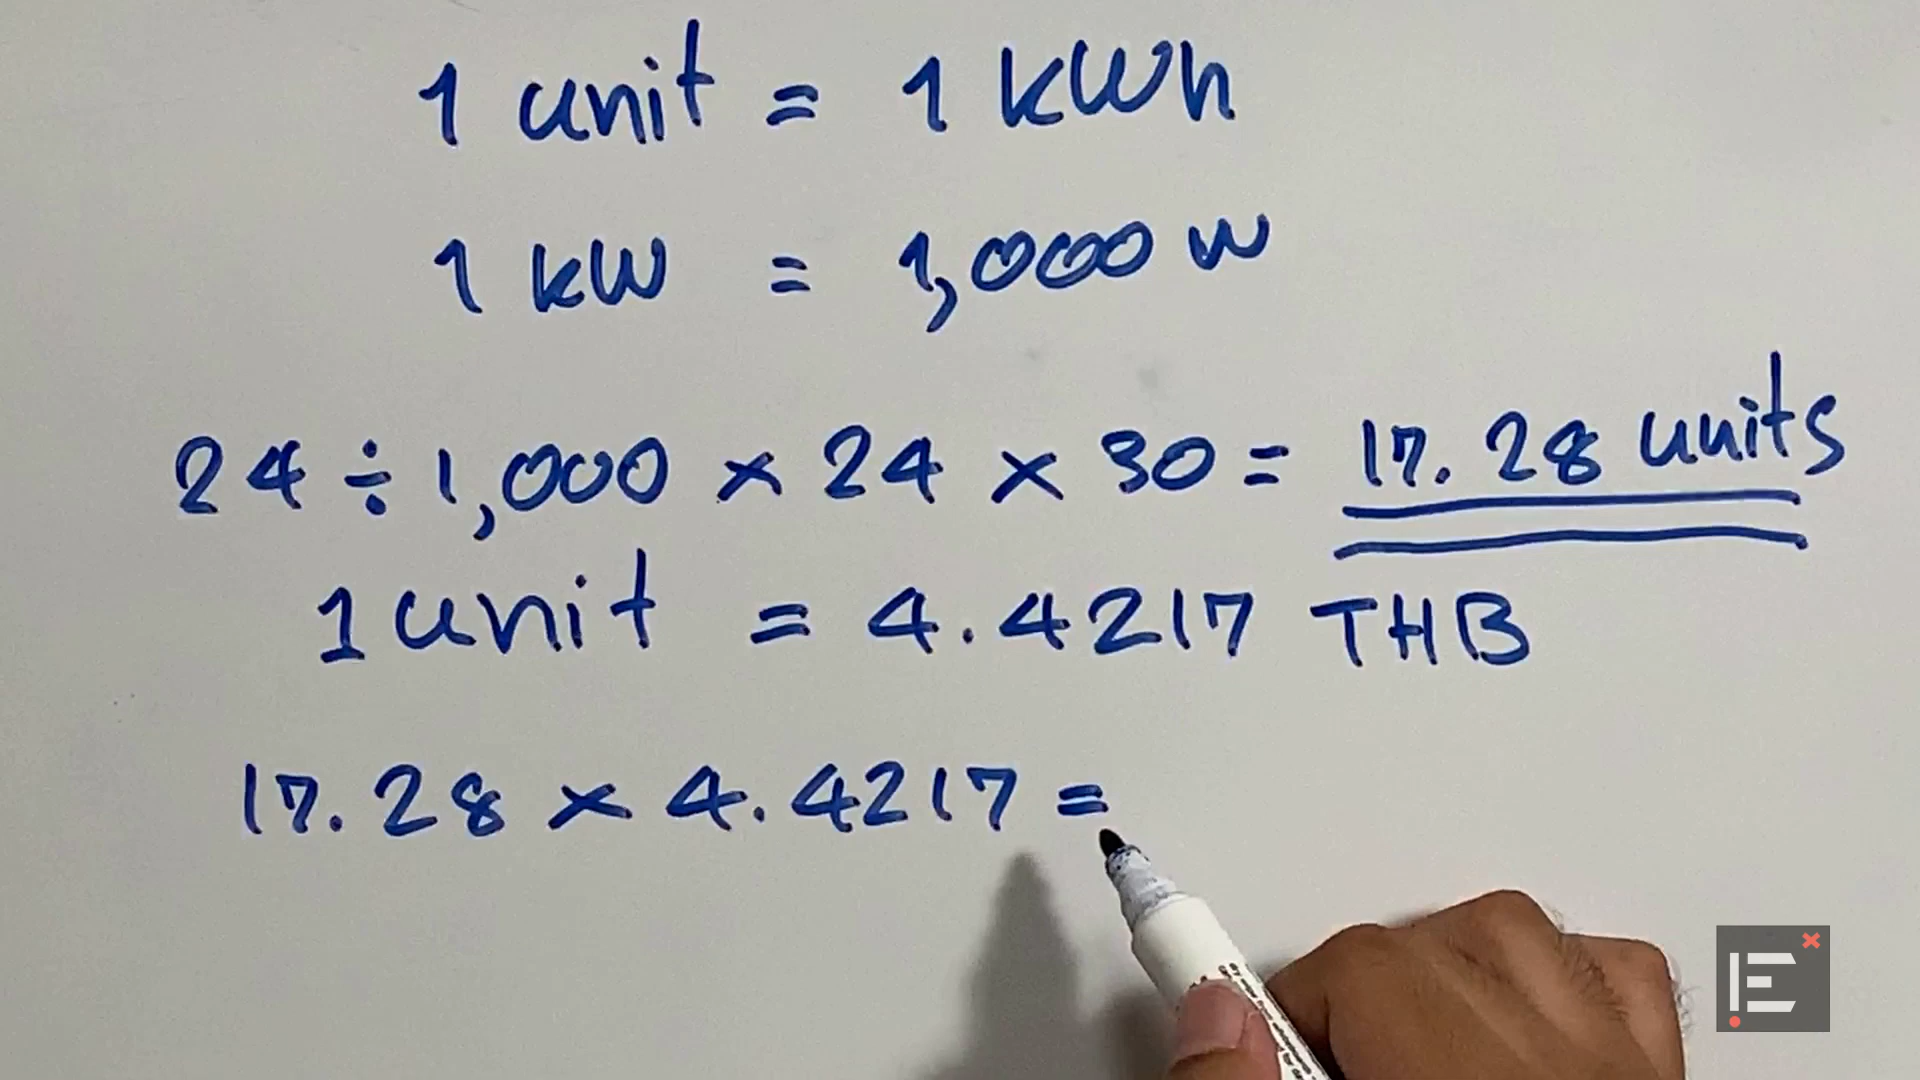 1 unit = 1 kWh
1 kW = 1,000 W
24 ÷ 1,000 × 24 × 30 = 17.28 units
1 unit = 4.4217 THB
17.28 × 4.4217 =